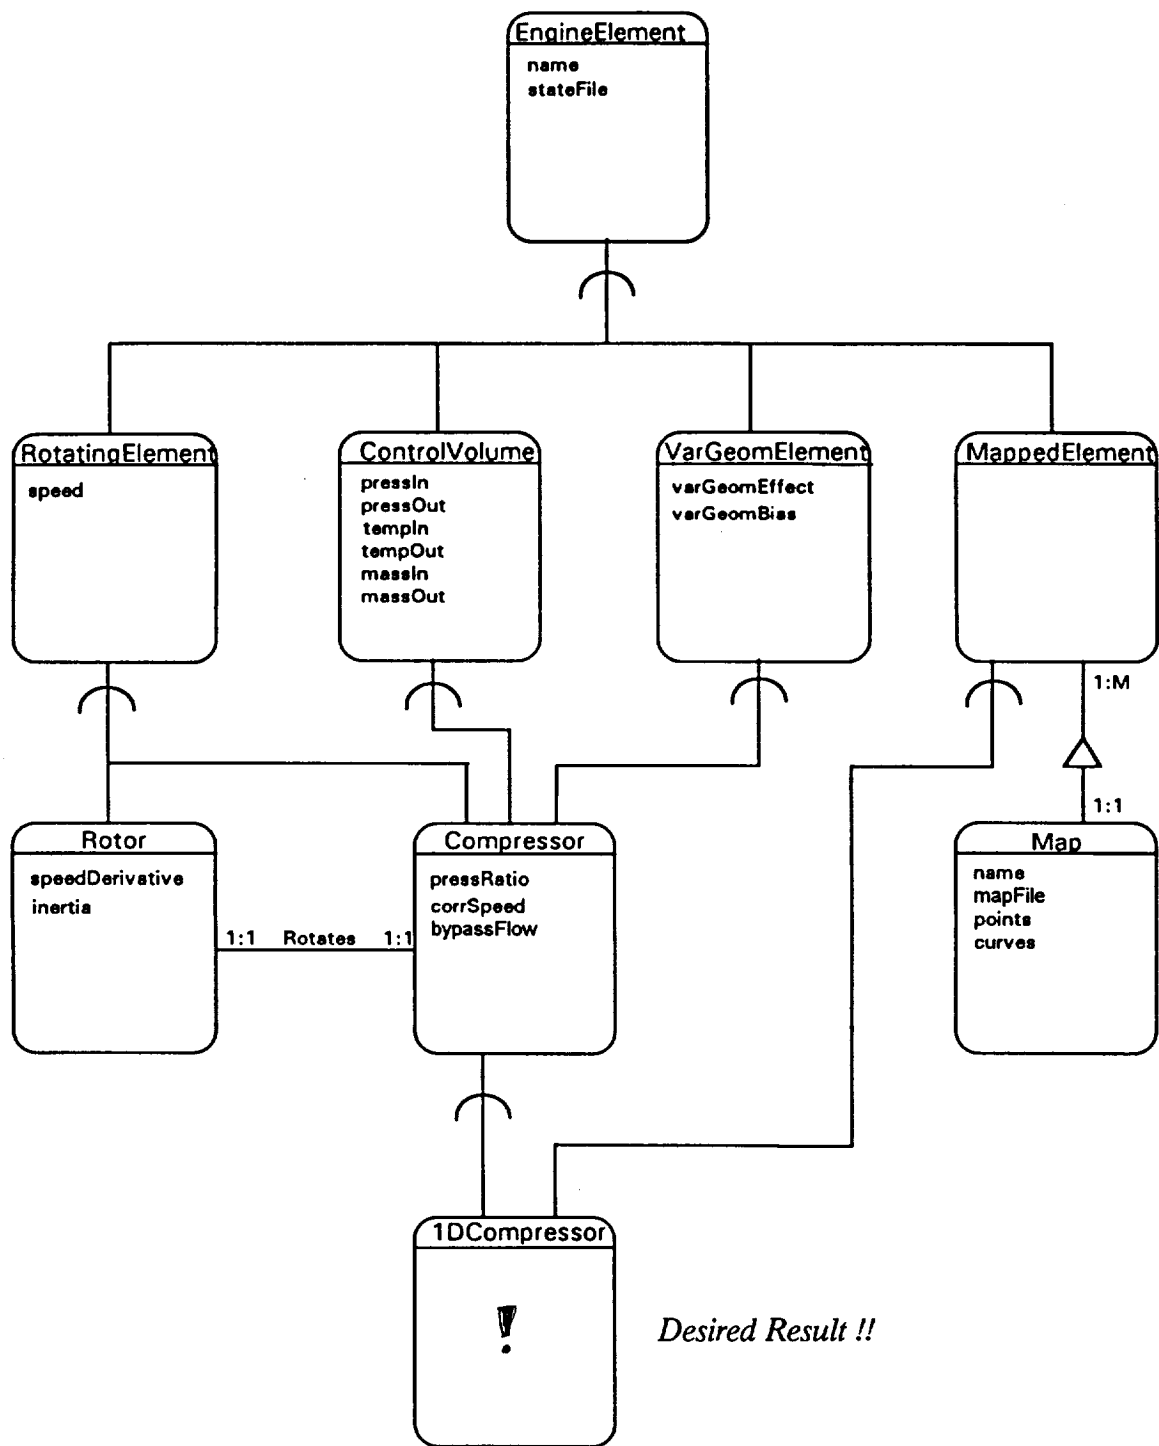 EngineElement
name
stateFile
RotatingElement
speed
ControlVolume
pressIn
pressOut
tempIn
tempOut
massIn
massOut
VarGeomElement
varGeomEffect
varGeomBias
MappedElement
1:M
1:1
Rotor
speedDerivative
inertia
1:1 Rotates 1:1
Compressor
pressRatio
corrSpeed
bypassFlow
Map
name
mapFile
points
curves
1DCompressor
!
Desired Result !!